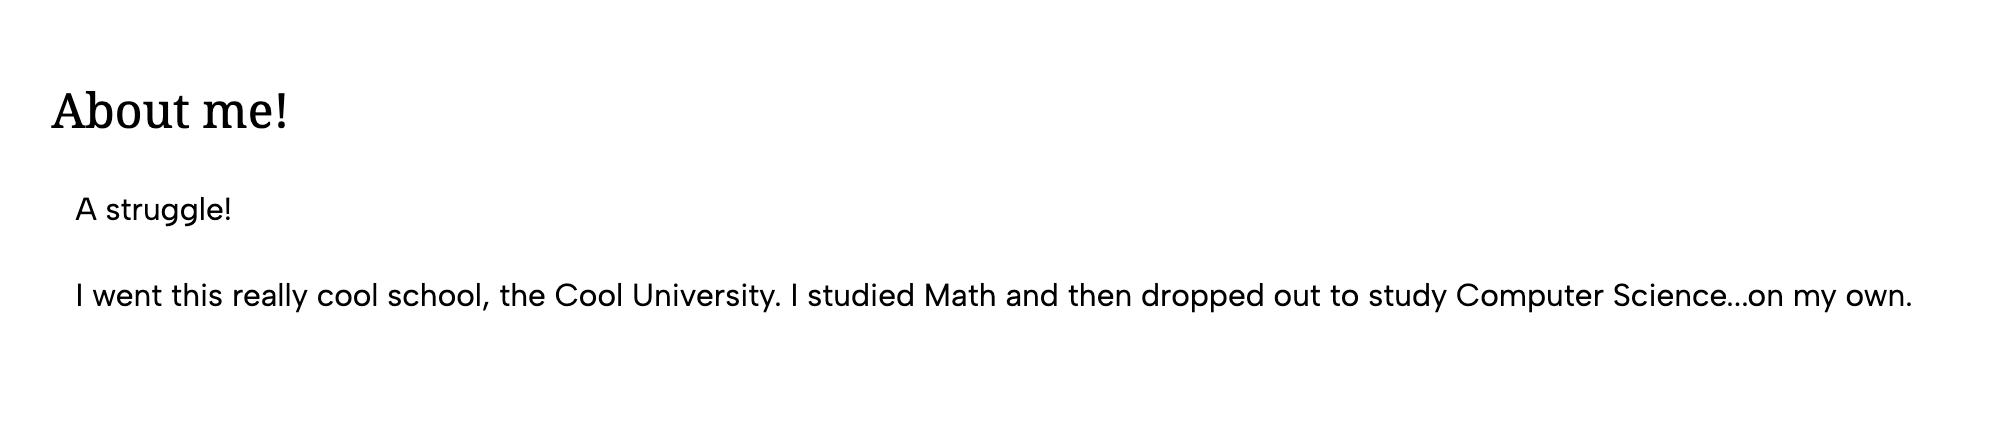 About me!
A struggle!
I went this really cool school, the Cool University. I studied Math and then dropped out to study Computer Science...on my own.